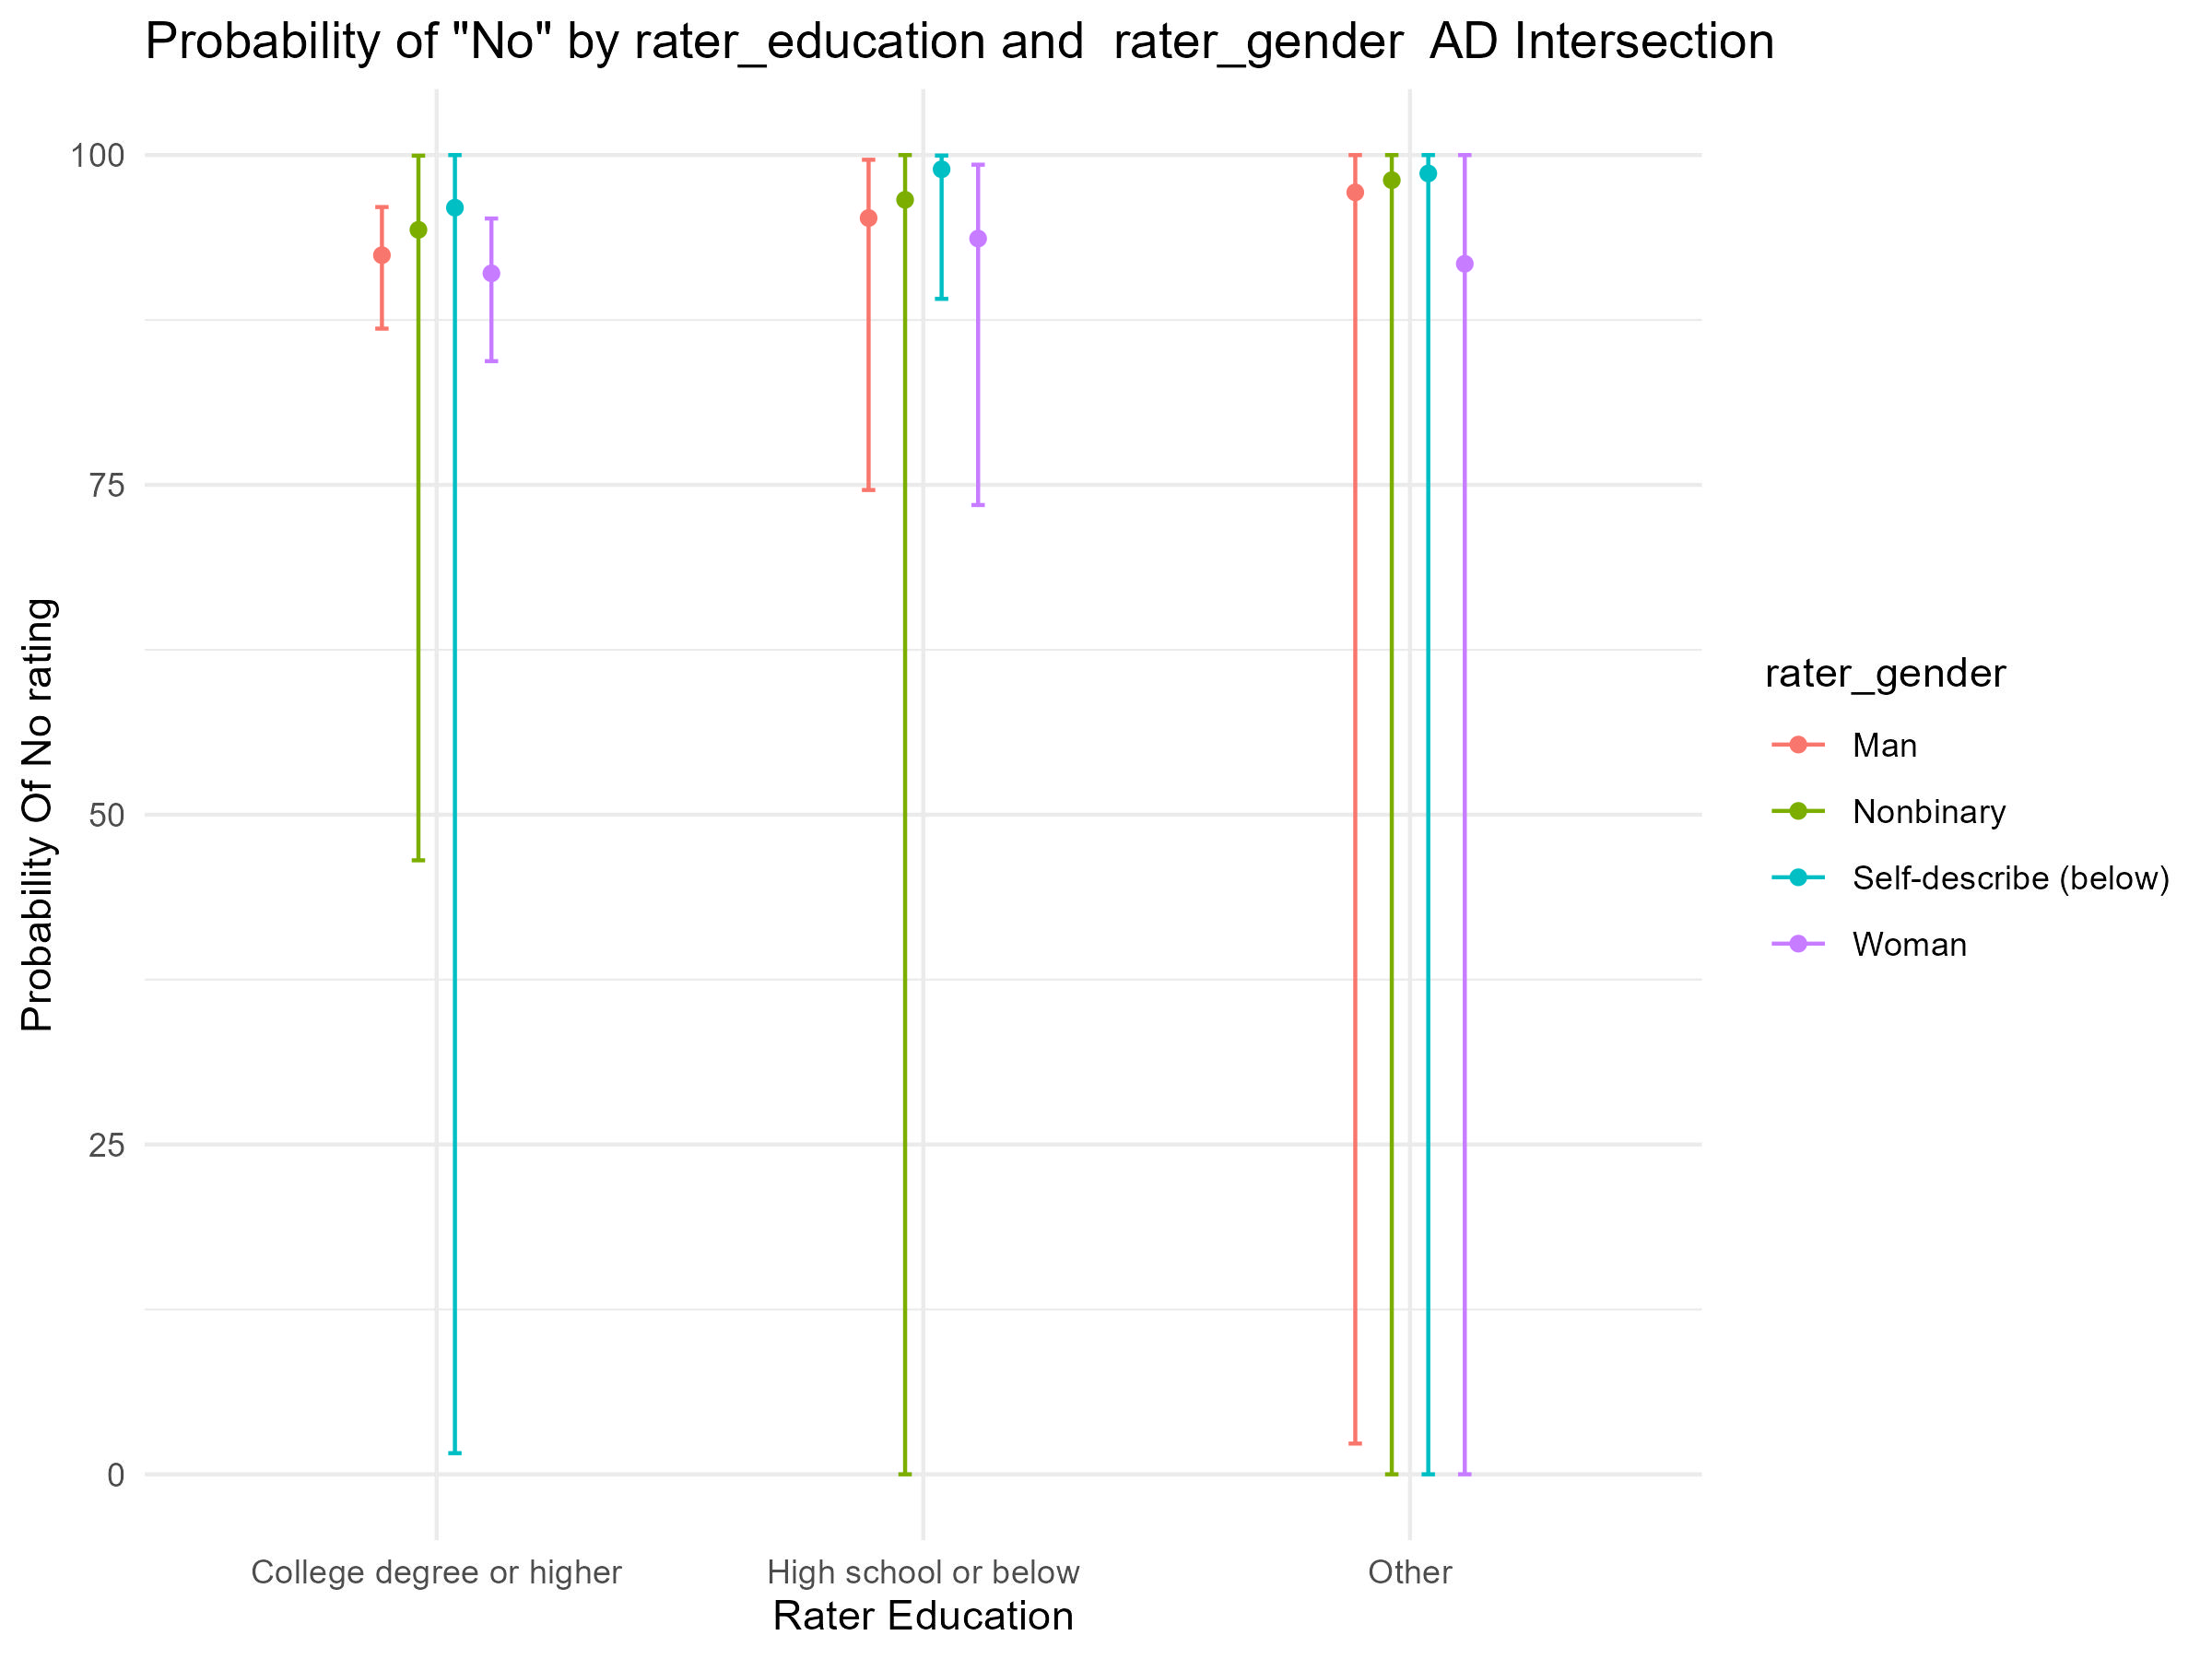 Probability of "No" by rater_education and  rater_gender  AD Intersection
Probability Of No rating
100
75
50
25
0
College degree or higher
High school or below
Other
Rater Education
rater_gender
Man
Nonbinary
Self-describe (below)
Woman